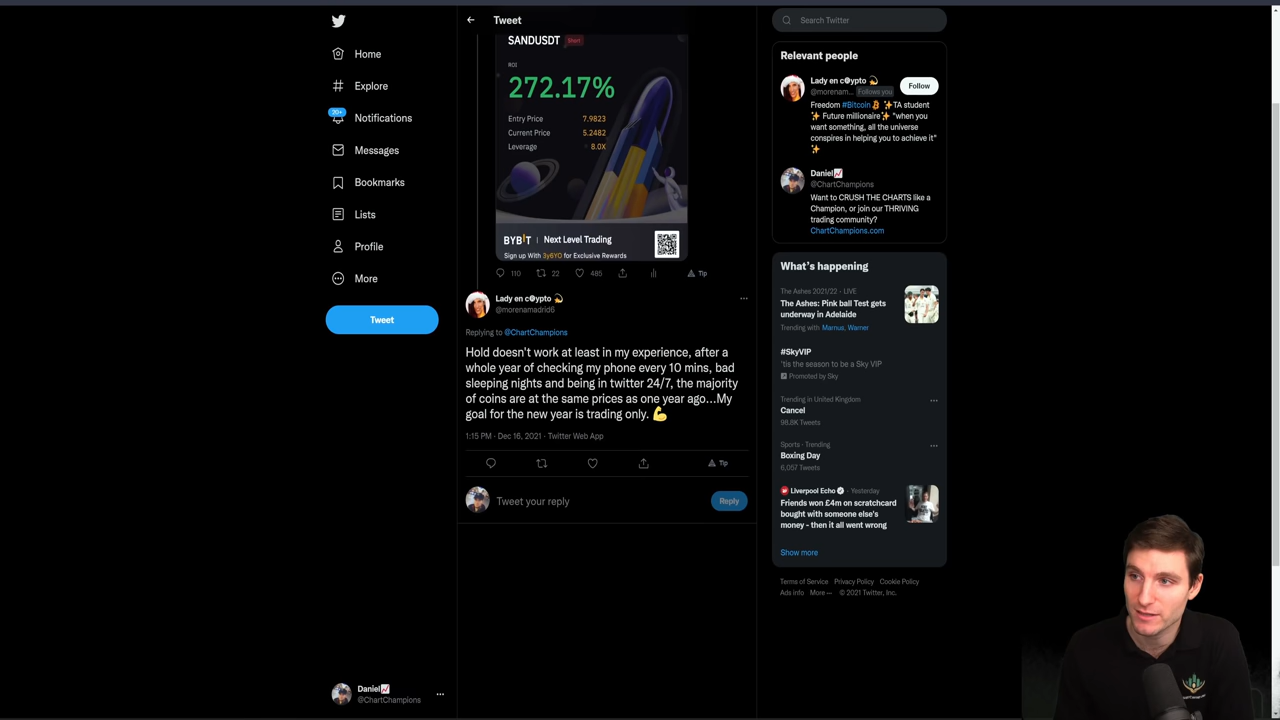 Home
Explore
20+
Notifications
Messages
Bookmarks
Lists
Profile
More
Tweet
Daniel
@ChartChampions
Tweet
SANDUSDT Short
ROI
272.17%
Entry Price 7.9823
Current Price 5.2482
Leverage 8.0X
BYBIT Next Level Trading
Sign up With 3y6YO for Exclusive Rewards
110 22 485 Tip
Lady en c₿ypto
@morenamadrid6
Replying to @ChartChampions
Hold doesn't work at least in my experience, after a
whole year of checking my phone every 10 mins, bad
sleeping nights and being in twitter 24/7, the majority
of coins are at the same prices as one year ago...My
goal for the new year is trading only. 💪
1:15 PM · Dec 16, 2021 · Twitter Web App
Tip
Tweet your reply
Reply
Search Twitter
Relevant people
Lady en c₿ypto
@morenam... Follows you
Follow
Freedom #Bitcoin ✨TA student
✨ Future millionaire✨ "when you
want something, all the universe
conspires in helping you to achieve it"
✨
Daniel
@ChartChampions
Want to CRUSH THE CHARTS like a
Champion, or join our THRIVING
trading community?
ChartChampions.com
What's happening
The Ashes 2021/22 · LIVE
The Ashes: Pink ball Test gets
underway in Adelaide
Trending with Marnus, Warner
#SkyVIP
'tis the season to be a Sky VIP
Promoted by Sky
Trending in United Kingdom
Cancel
98.8K Tweets
Sports · Trending
Boxing Day
6,057 Tweets
Liverpool Echo · Yesterday
Friends won £4m on scratchcard
bought with someone else's
money - then it all went wrong
Show more
Terms of Service Privacy Policy Cookie Policy
Ads info More ··· © 2021 Twitter, Inc.